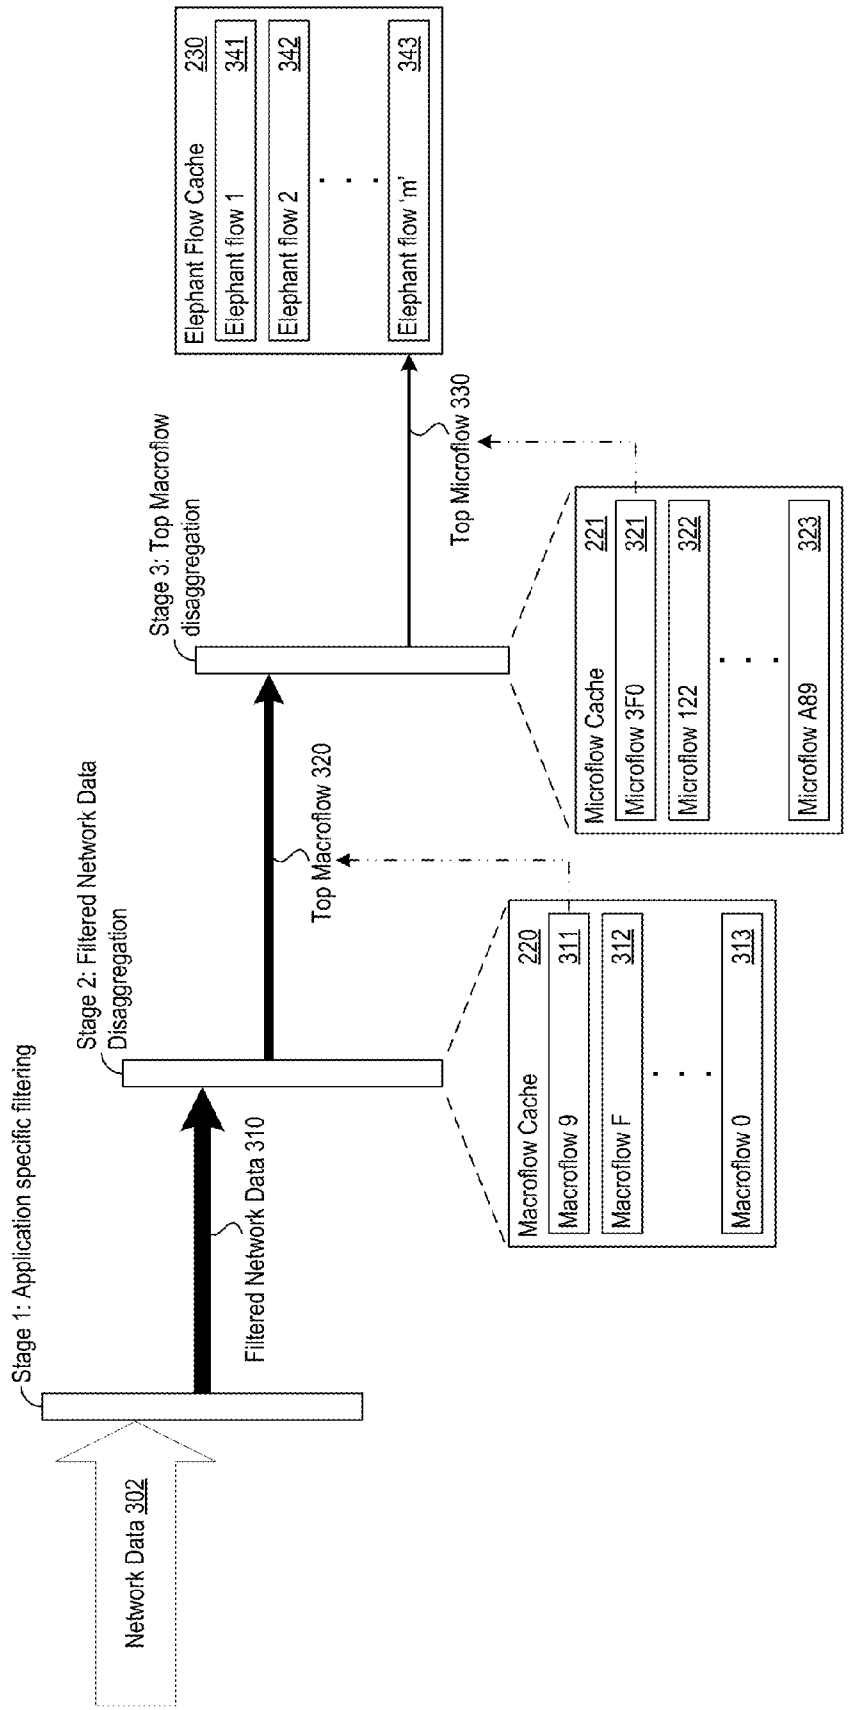 Network Data 302
Stage 1: Application specific filtering
Filtered Network Data 310
Stage 2: Filtered Network Data
Disaggregation
Macroflow Cache 220
Macroflow 9 311
Macroflow F 312
. . .
Macroflow 0 313
Top Macroflow 320
Stage 3: Top Macroflow
disaggregation
Microflow Cache 221
Microflow 3F0 321
Microflow 122 322
. . .
Microflow A89 323
Top Microflow 330
Elephant Flow Cache 230
Elephant flow 1 341
Elephant flow 2 342
. . .
Elephant flow 'm' 343